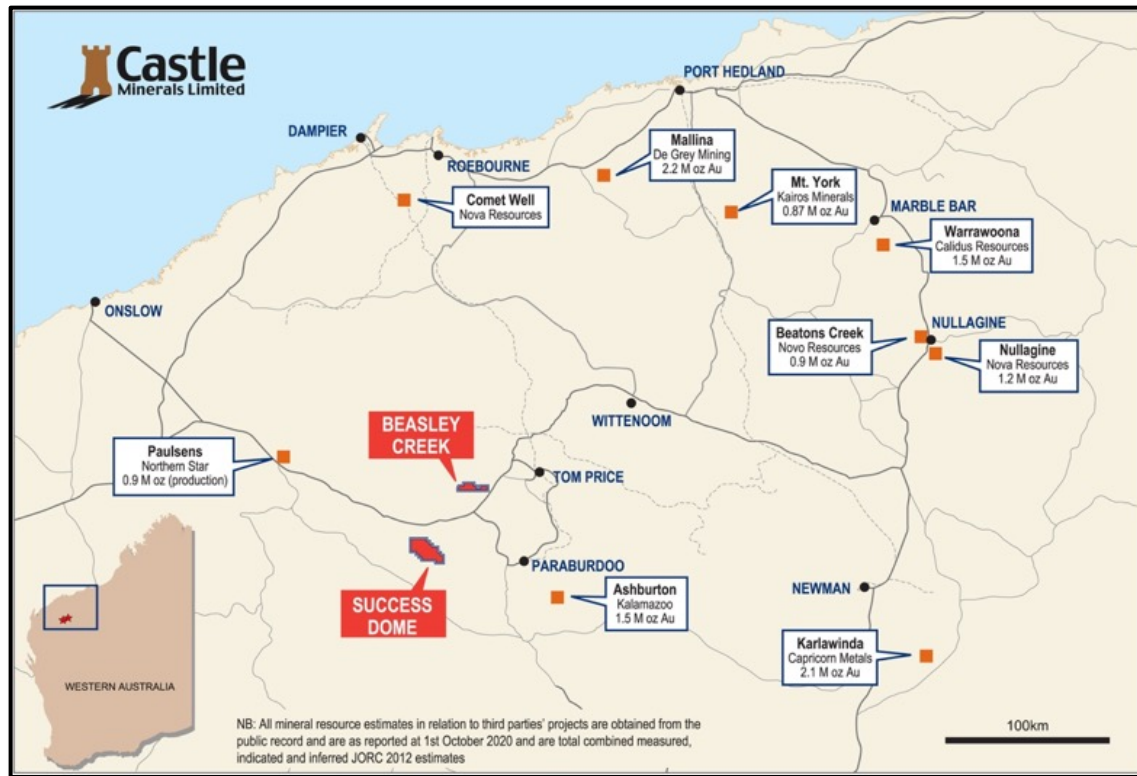 Castle
Minerals Limited
PORT HEDLAND
DAMPIER
ROEBOURNE
Mallina
De Grey Mining
2.2 M oz Au
Comet Well
Nova Resources
Mt. York
Kairos Minerals
0.87 M oz Au
MARBLE BAR
Warrawoona
Calidus Resources
1.5 M oz Au
ONSLOW
Beatons Creek
Novo Resources
0.9 M oz Au
NULLAGINE
Nullagine
Nova Resources
1.2 M oz Au
WITTENOOM
BEASLEY
CREEK
Paulsens
Northern Star
0.9 M oz (production)
TOM PRICE
PARABURDOO
SUCCESS
DOME
Ashburton
Kalamazoo
1.5 M oz Au
NEWMAN
Karlawinda
Capricorn Metals
2.1 M oz Au
WESTERN AUSTRALIA
NB: All mineral resource estimates in relation to third parties' projects are obtained from the
public record and are as reported at 1st October 2020 and are total combined measured,
indicated and inferred JORC 2012 estimates
100km